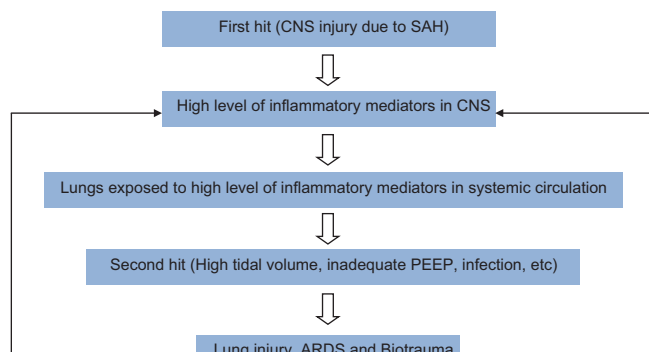 First hit (CNS injury due to SAH)
High level of inflammatory mediators in CNS
Lungs exposed to high level of inflammatory mediators in systemic circulation
Second hit (High tidal volume, inadequate PEEP, infection, etc)
Lung injury, ARDS and Biotrauma